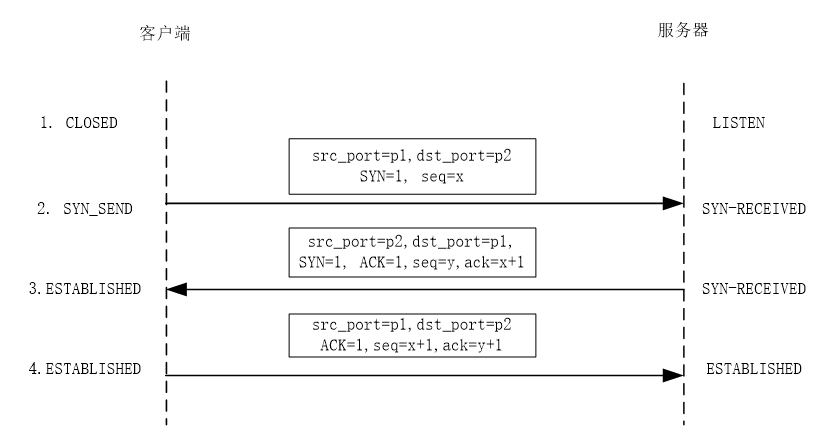 客户端
服务器
1. CLOSED
LISTEN
src_port=p1,dst_port=p2
SYN=1, seq=x
2. SYN_SEND
SYN-RECEIVED
src_port=p2,dst_port=p1,
SYN=1, ACK=1,seq=y,ack=x+1
3.ESTABLISHED
SYN-RECEIVED
src_port=p1,dst_port=p2
ACK=1,seq=x+1,ack=y+1
4.ESTABLISHED
ESTABLISHED